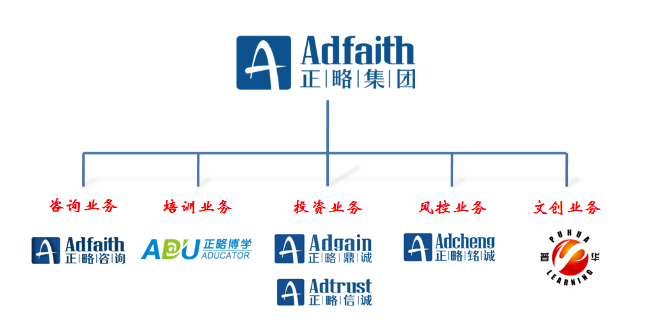 Adfaith
正|略|集|团
咨询业务
培训业务
投资业务
风控业务
文创业务
Adfaith
正|略|咨|询
ADU 正略博学
ADUCATOR
Adgain
正|略|鼎|诚
Adcheng
正|略|铭|诚
PUHUA
普 华
LEARNING
Adtrust
正|略|信|诚